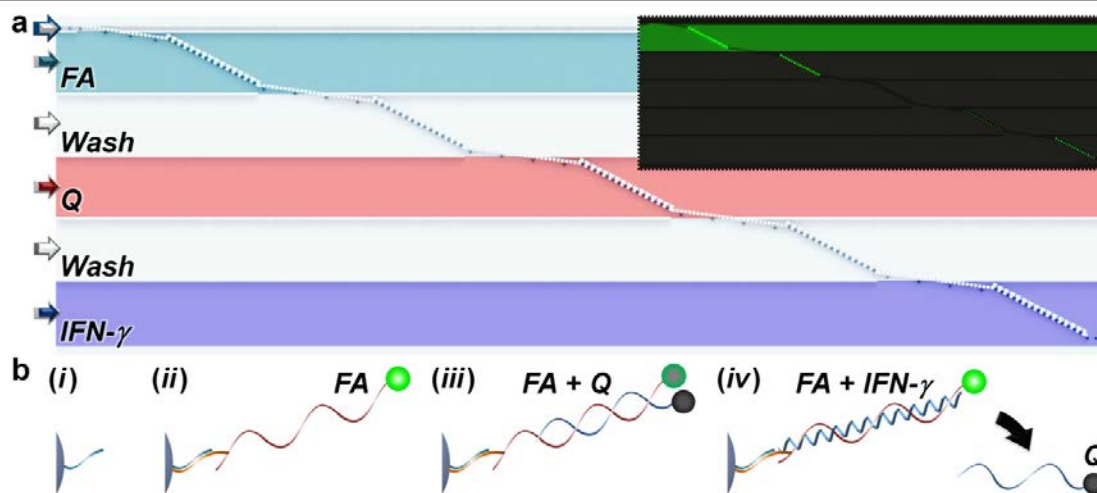 a
FA
Wash
Q
Wash
IFN-γ
b (i) (ii) FA (iii) FA + Q (iv) FA + IFN-γ
Q